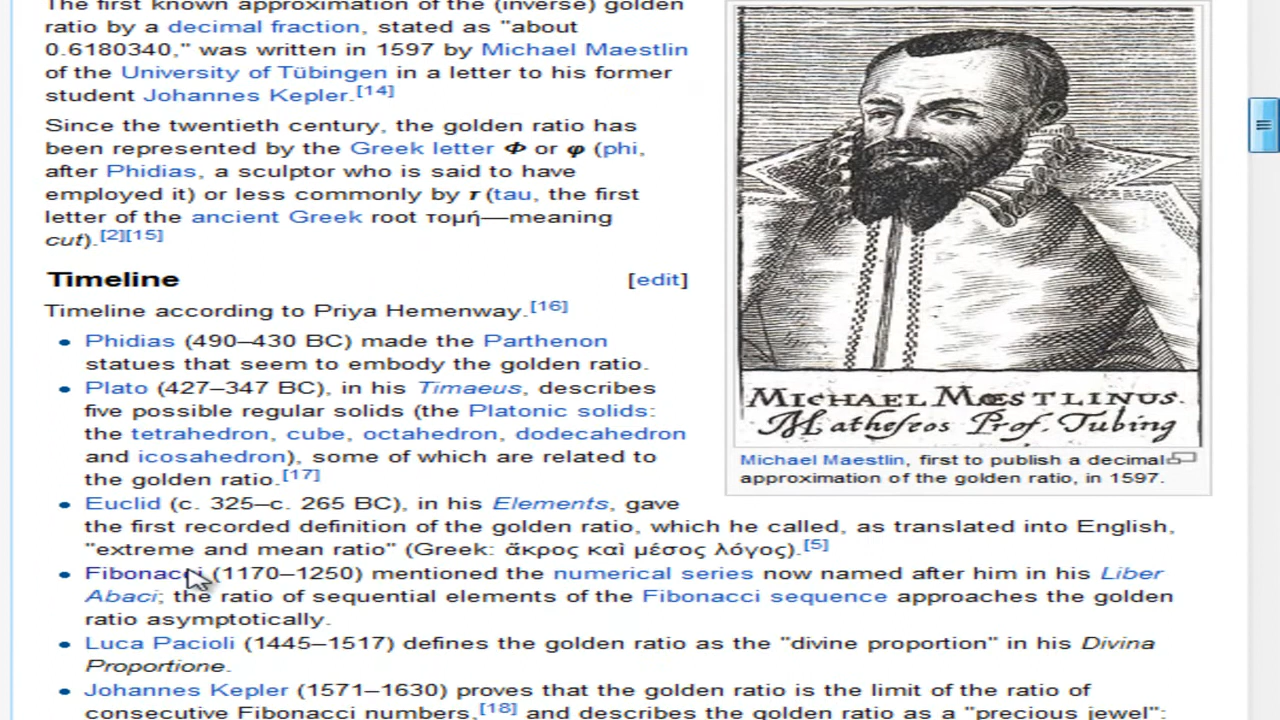 The first known approximation of the (inverse) golden
ratio by a decimal fraction, stated as "about
0.6180340," was written in 1597 by Michael Maestlin
of the University of Tübingen in a letter to his former
student Johannes Kepler.[14]
Since the twentieth century, the golden ratio has
been represented by the Greek letter Φ or φ (phi,
after Phidias, a sculptor who is said to have
employed it) or less commonly by τ (tau, the first
letter of the ancient Greek root τομή—meaning
cut).[2][15]
Timeline [edit]
Timeline according to Priya Hemenway.[16]
• Phidias (490–430 BC) made the Parthenon
statues that seem to embody the golden ratio.
• Plato (427–347 BC), in his Timaeus, describes
five possible regular solids (the Platonic solids:
the tetrahedron, cube, octahedron, dodecahedron
and icosahedron), some of which are related to
the golden ratio.[17]
• Euclid (c. 325–c. 265 BC), in his Elements, gave
the first recorded definition of the golden ratio, which he called, as translated into English,
"extreme and mean ratio" (Greek: ἄκρος καὶ μέσος λόγος).[5]
• Fibonacci (1170–1250) mentioned the numerical series now named after him in his Liber
Abaci; the ratio of sequential elements of the Fibonacci sequence approaches the golden
ratio asymptotically.
• Luca Pacioli (1445–1517) defines the golden ratio as the "divine proportion" in his Divina
Proportione.
• Johannes Kepler (1571–1630) proves that the golden ratio is the limit of the ratio of
consecutive Fibonacci numbers,[18] and describes the golden ratio as a "precious jewel":
MICHAEL MŒSTLINUS.
Matheseos Prof. Tubing
Michael Maestlin, first to publish a decimal
approximation of the golden ratio, in 1597.